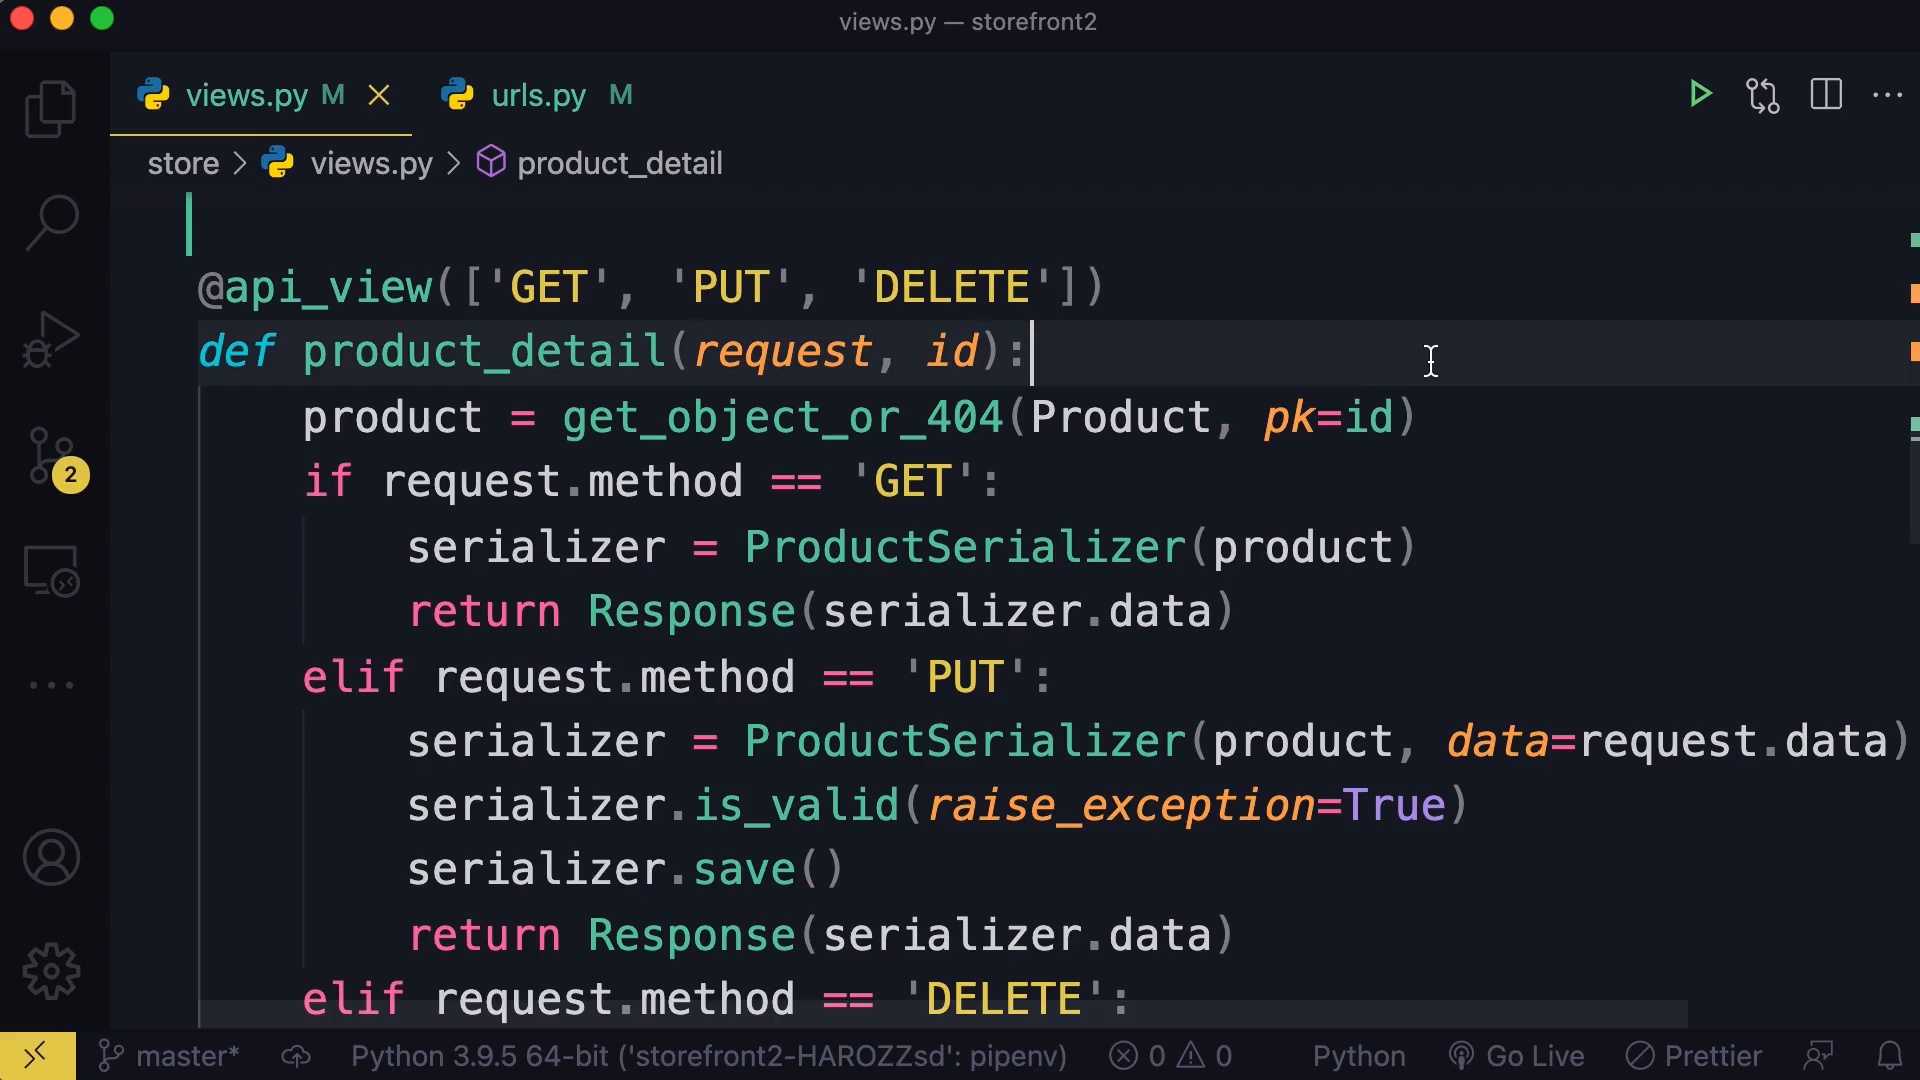 views.py — storefront2
views.py M urls.py M
store > views.py > product_detail
@api_view(['GET', 'PUT', 'DELETE'])
def product_detail(request, id):
product = get_object_or_404(Product, pk=id)
if request.method == 'GET':
serializer = ProductSerializer(product)
return Response(serializer.data)
elif request.method == 'PUT':
serializer = ProductSerializer(product, data=request.data)
serializer.is_valid(raise_exception=True)
serializer.save()
return Response(serializer.data)
elif request.method == 'DELETE':
2
master* Python 3.9.5 64-bit ('storefront2-HAROZZsd': pipenv) 0 0 Python Go Live Prettier